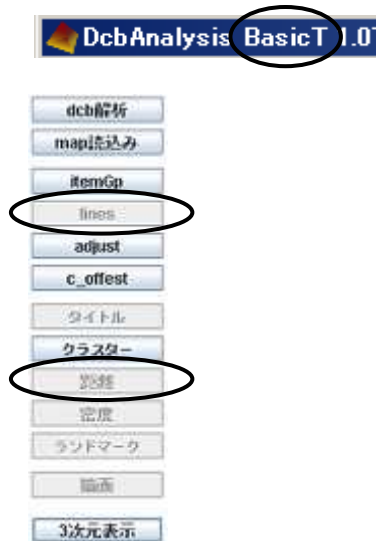 DcbAnalysis BasicT 1.0T
dcb解析
map読込み
itemGp
lines
adjust
c_offest
タイトル
クラスター
距離
密度
ランドマーク
描画
3次元表示